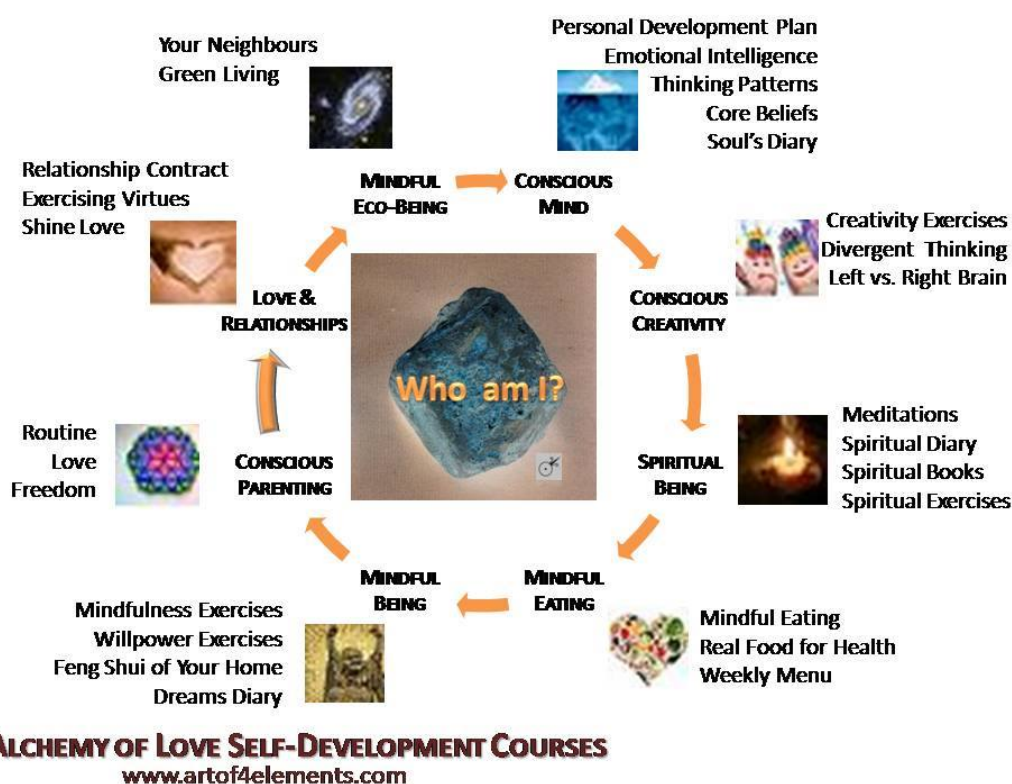 Personal Development Plan
Emotional Intelligence
Thinking Patterns
Core Beliefs
Soul's Diary
Your Neighbours
Green Living
MINDFUL
ECO-BEING
CONSCIOUS
MIND
Relationship Contract
Exercising Virtues
Shine Love
Creativity Exercises
Divergent Thinking
Left vs. Right Brain
LOVE &
RELATIONSHIPS
CONSCIOUS
CREATIVITY
Who am I?
Routine
Love
Freedom
CONSCIOUS
PARENTING
SPIRITUAL
BEING
Meditations
Spiritual Diary
Spiritual Books
Spiritual Exercises
MINDFUL
BEING
MINDFUL
EATING
Mindfulness Exercises
Willpower Exercises
Feng Shui of Your Home
Dreams Diary
Mindful Eating
Real Food for Health
Weekly Menu
ALCHEMY OF LOVE SELF-DEVELOPMENT COURSES
www.artof4elements.com